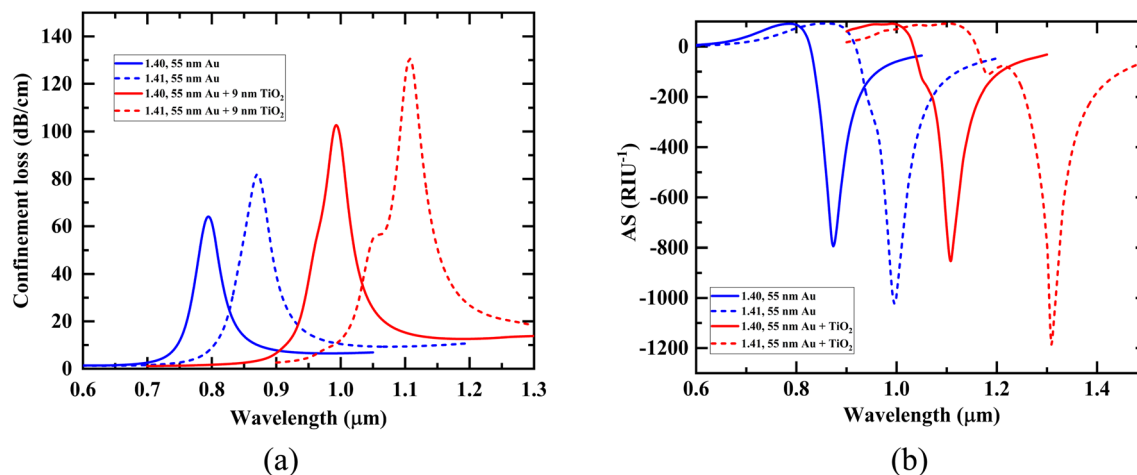 140
120
100
80
60
40
20
10
0
Confinement loss (dB/cm)
1.40, 55 nm Au
1.41, 55 nm Au
1.40, 55 nm Au + 9 nm TiO₂
1.41, 55 nm Au + 9 nm TiO₂
0.6 0.7 0.8 0.9 1.0 1.1 1.2 1.3
Wavelength (μm)
(a)
100
0
-200
-400
-600
-800
-1000
-1200
AS (RIU⁻¹)
1.40, 55 nm Au
1.41, 55 nm Au
1.40, 55 nm Au + TiO₂
1.41, 55 nm Au + TiO₂
0.6 0.8 1.0 1.2 1.4
Wavelength (μm)
(b)